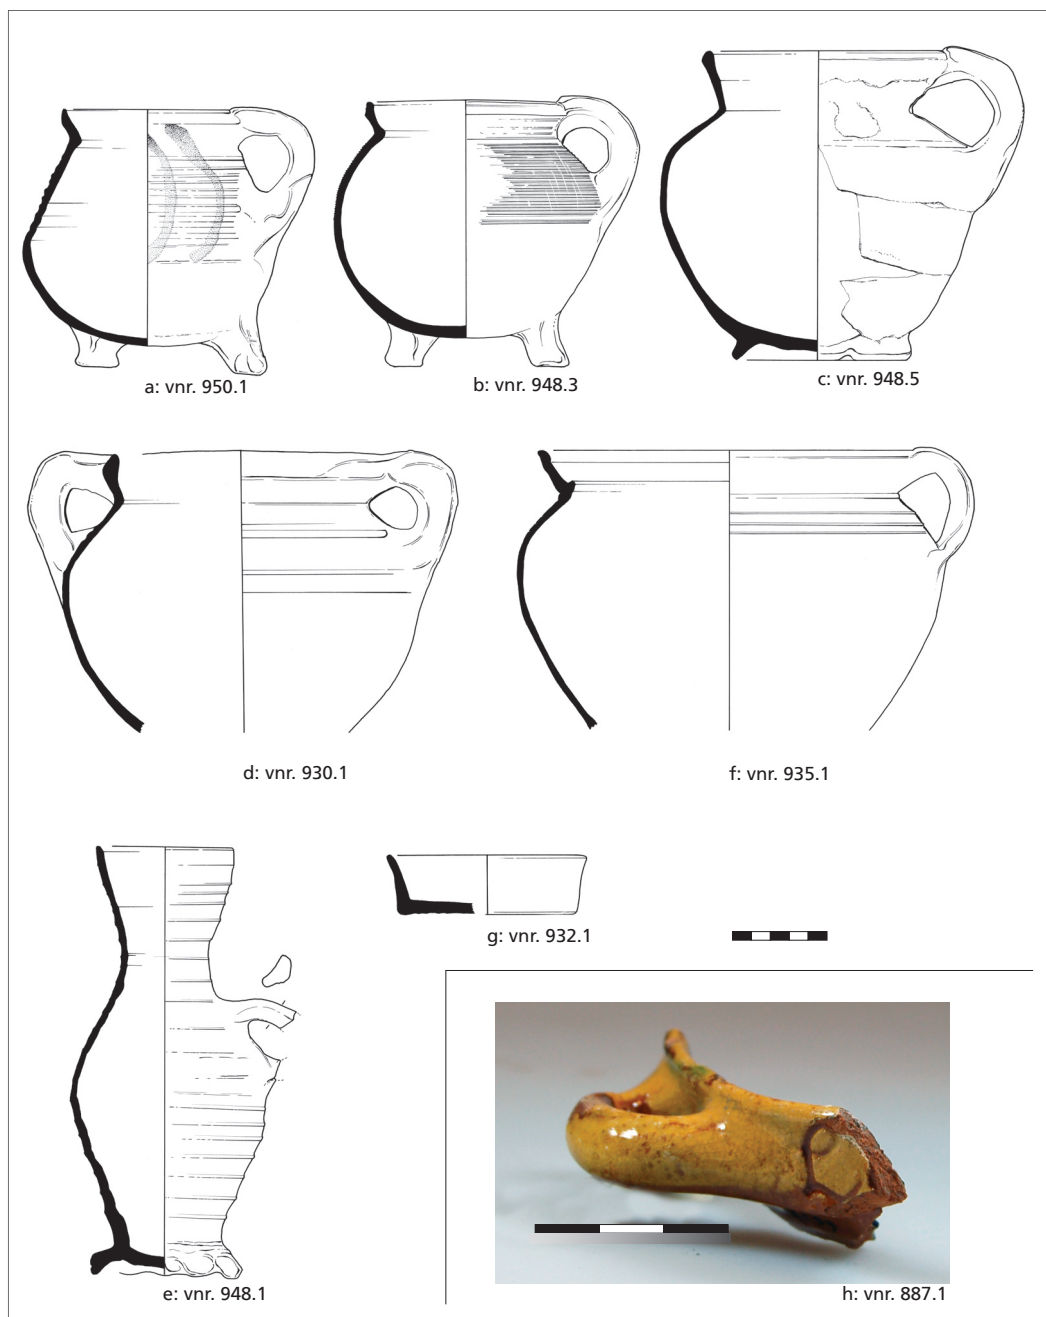 a: vnr. 950.1
b: vnr. 948.3
c: vnr. 948.5
d: vnr. 930.1
f: vnr. 935.1
g: vnr. 932.1
e: vnr. 948.1
h: vnr. 887.1